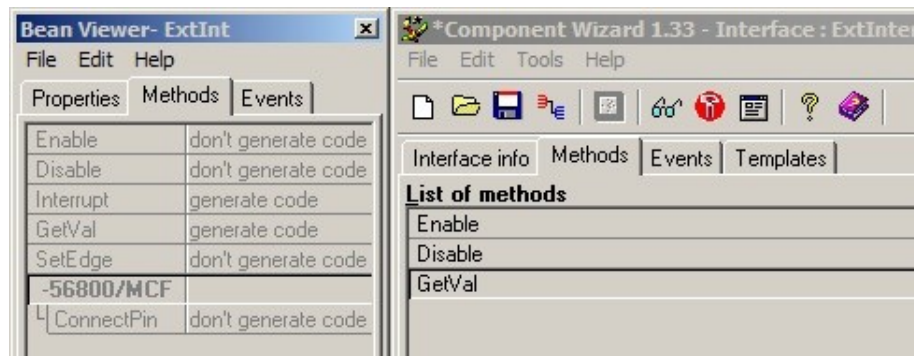 Bean Viewer- ExtInt
File Edit Help
Properties Methods Events
Enable don't generate code
Disable don't generate code
Interrupt generate code
GetVal generate code
SetEdge don't generate code
-56800/MCF
ConnectPin don't generate code
*Component Wizard 1.33 - Interface : ExtInter
File Edit Tools Help
Interface info Methods Events Templates
List of methods
Enable
Disable
GetVal